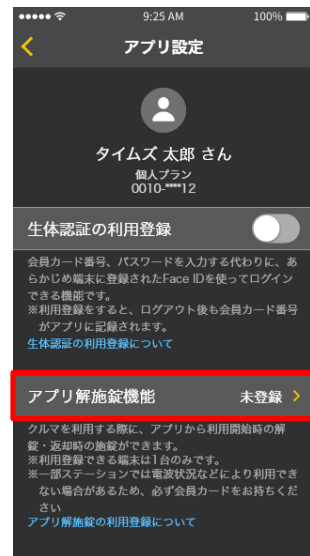 9:25 AM
100%
アプリ設定
タイムズ 太郎 さん
個人プラン
0010-****12
生体認証の利用登録
会員カード番号、パスワードを入力する代わりに、あ
らかじめ端末に登録されたFace IDを使ってログイン
できる機能です。
※利用登録をすると、ログアウト後も会員カード番号
がアプリに記録されます。
生体認証の利用登録について
アプリ解施錠機能 未登録
クルマを利用する際に、アプリから利用開始時の解
錠・返却時の施錠ができます。
※利用登録できる端末は1台のみです。
※一部ステーションでは電波状況などにより利用でき
ない場合があるため、必ず会員カードをお持ちくだ
さい
アプリ解施錠の利用登録について